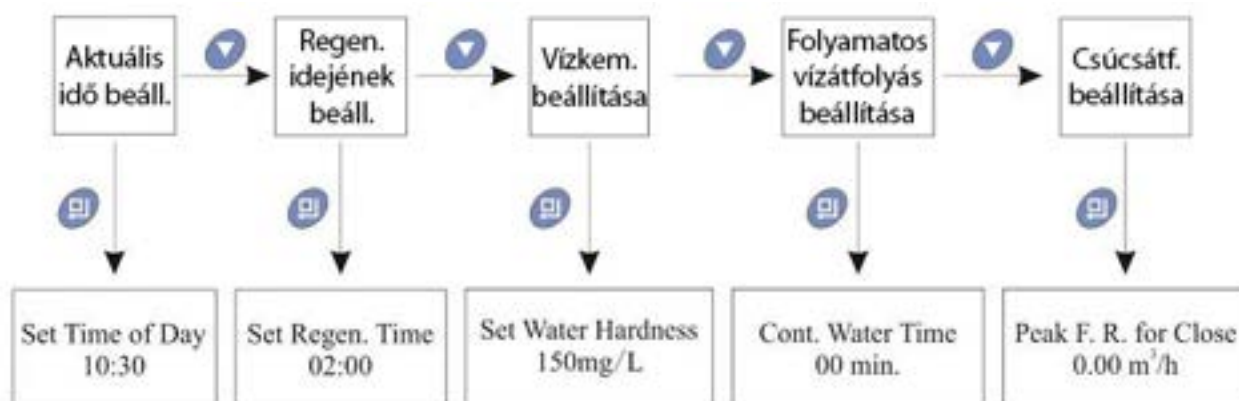 Aktuális
idő beáll.
Regen.
idejének
beáll.
Vízkem.
beállítása
Folyamatos
vízátfolyás
beállítása
Csúcsátf.
beállítása
Set Time of Day
10:30
Set Regen. Time
02:00
Set Water Hardness
150mg/L
Cont. Water Time
00 min.
Peak F. R. for Close
0.00 m³/h